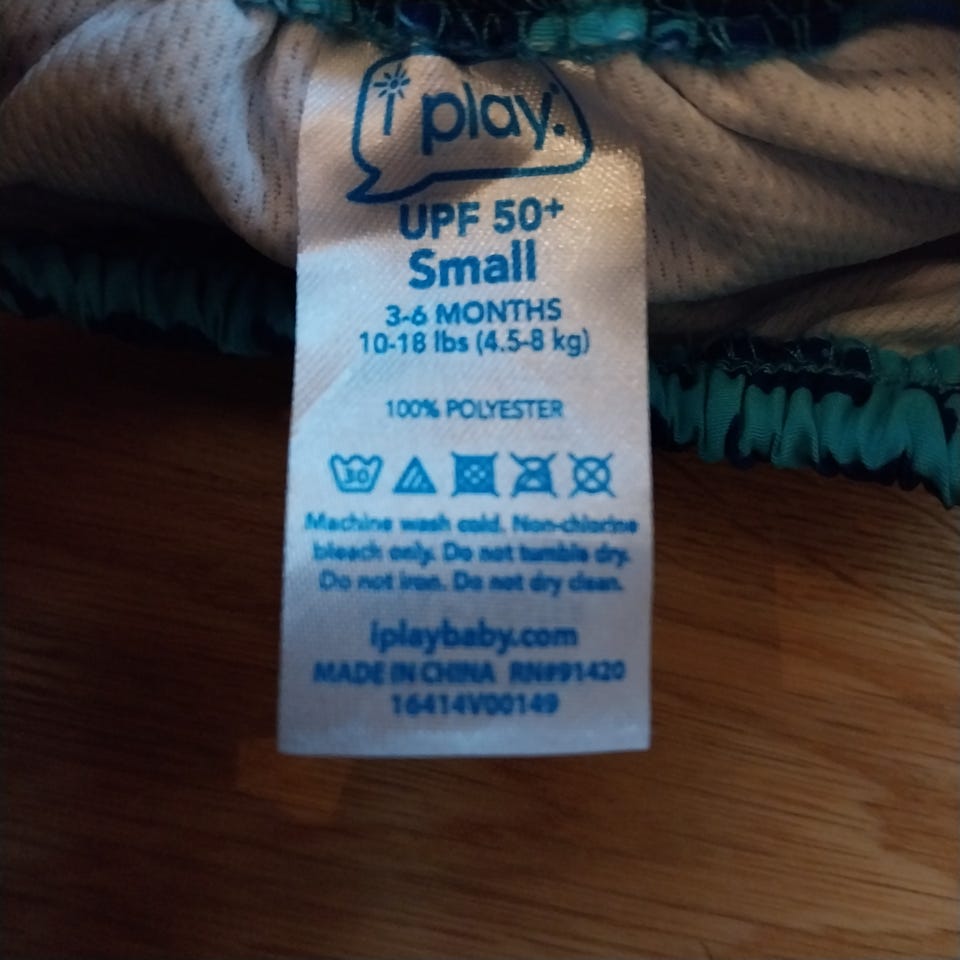 i play.
UPF 50+
Small
3-6 MONTHS
10-18 lbs (4.5-8 kg)
100% POLYESTER
30
Machine wash cold. Non-chlorine
bleach only. Do not tumble dry.
Do not iron. Do not dry clean.
iplaybaby.com
MADE IN CHINA RN#91420
16414V00149